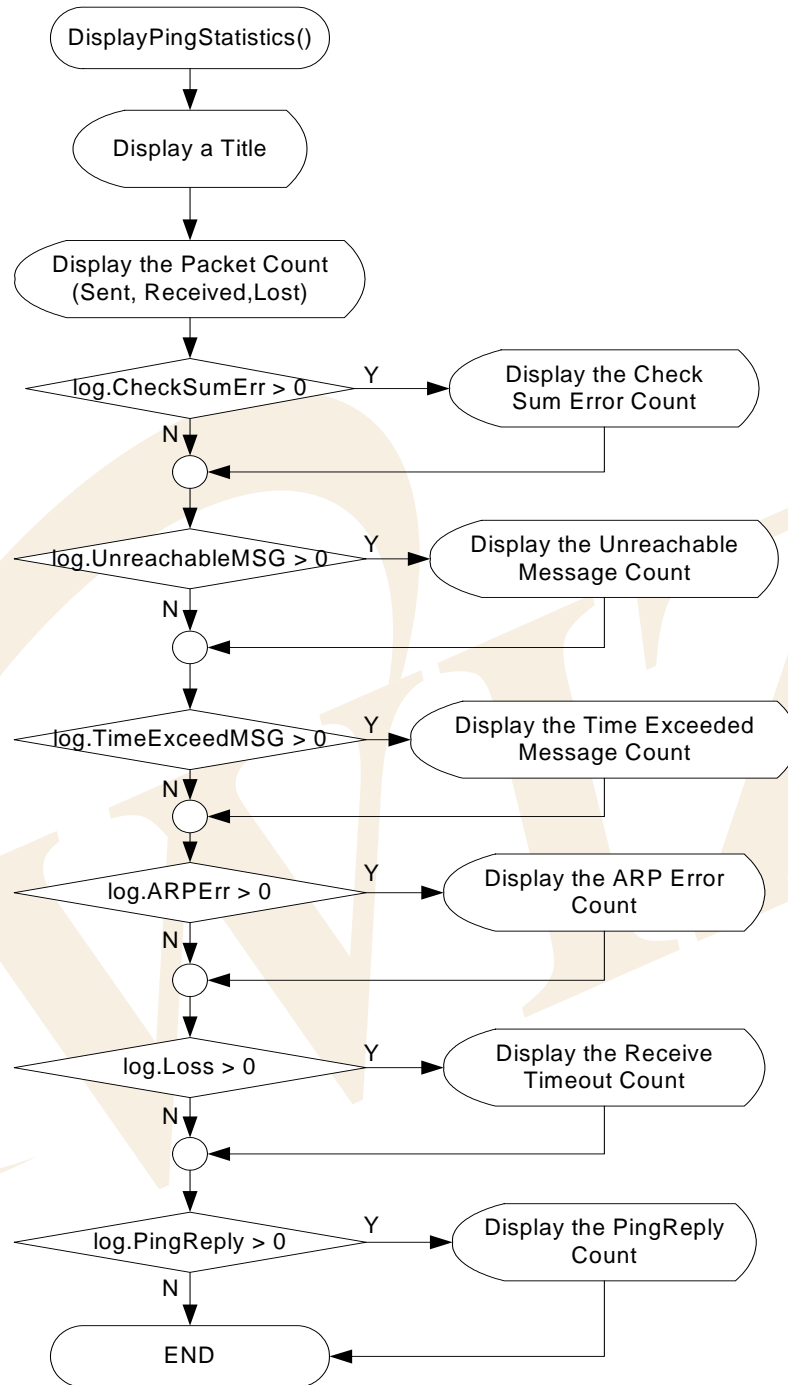 DisplayPingStatistics()
Display a Title
Display the Packet Count
(Sent, Received,Lost)
log.CheckSumErr > 0
Y
Display the Check
Sum Error Count
N
log.UnreachableMSG > 0
Y
Display the Unreachable
Message Count
N
log.TimeExceedMSG > 0
Y
Display the Time Exceeded
Message Count
N
log.ARPErr > 0
Y
Display the ARP Error
Count
N
log.Loss > 0
Y
Display the Receive
Timeout Count
N
log.PingReply > 0
Y
Display the PingReply
Count
N
END